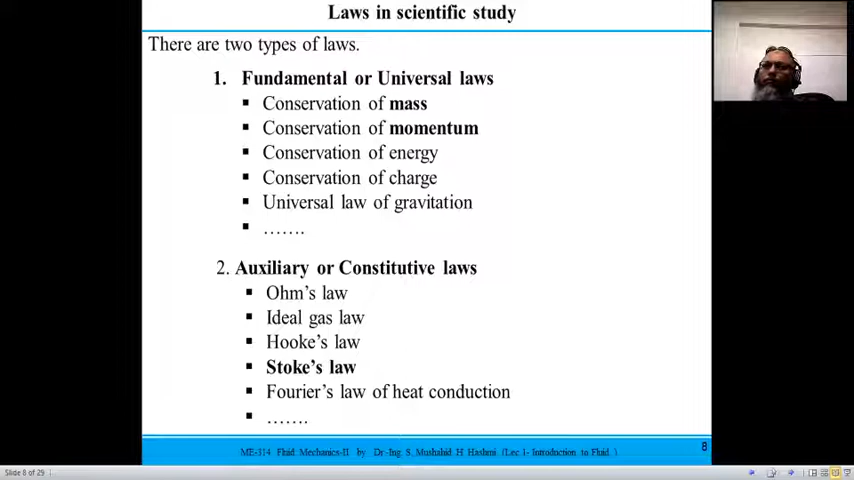 Laws in scientific study
There are two types of laws.
1. Fundamental or Universal laws
▪ Conservation of mass
▪ Conservation of momentum
▪ Conservation of energy
▪ Conservation of charge
▪ Universal law of gravitation
▪ …….
2. Auxiliary or Constitutive laws
▪ Ohm's law
▪ Ideal gas law
▪ Hooke's law
▪ Stoke's law
▪ Fourier's law of heat conduction
▪ …….
8
ME-314 Fluid Mechanics-II by Dr-Ing. S. Mushahid H Hashmi (Lec 1- Introduction to Fluid )
Slide 8 of 29